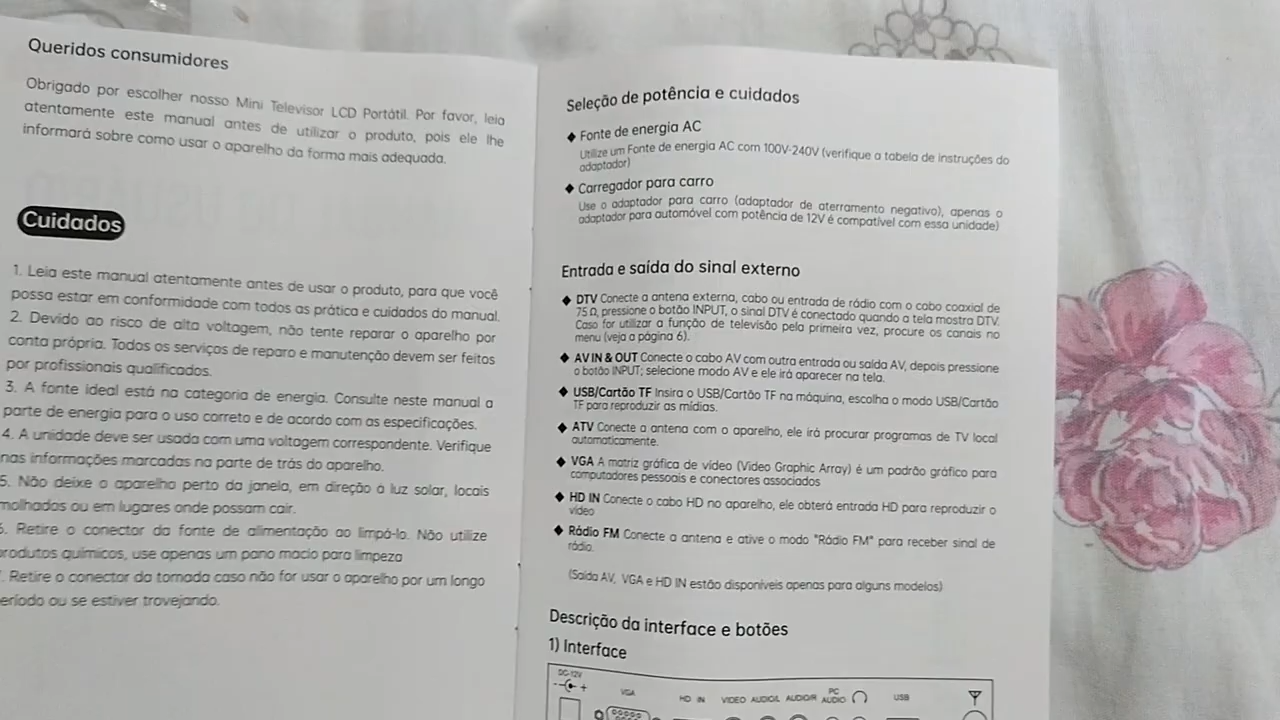 Queridos consumidores
Obrigado por escolher nosso Mini Televisor LCD Portátil. Por favor, leia
atentamente este manual antes de utilizar o produto, pois ele lhe
informará sobre como usar o aparelho da forma mais adequada.
Cuidados
1. Leia este manual atentamente antes de usar o produto, para que você
possa estar em conformidade com todos as prática e cuidados do manual.
2. Devido ao risco de alta voltagem, não tente reparar o aparelho por
conta própria. Todos os serviços de reparo e manutenção devem ser feitos
por profissionais qualificados.
3. A fonte ideal está na categoria de energia. Consulte neste manual a
parte de energia para o uso correto e de acordo com as especificações.
4. A unidade deve ser usada com uma voltagem correspondente. Verifique
nas informações marcadas na parte de trás do aparelho.
5. Não deixe o aparelho perto da janela, em direção à luz solar, locais
molhados ou em lugares onde possam cair.
6. Retire o conector da fonte de alimentação ao limpá-lo. Não utilize
produtos químicos, use apenas um pano macio para limpeza
. Retire o conector da tomada caso não for usar o aparelho por um longo
período ou se estiver trovejando.
Seleção de potência e cuidados
◆ Fonte de energia AC
Utilize um Fonte de energia AC com 100V-240V (verifique a tabela de instruções do
adaptador)
◆ Carregador para carro
Use o adaptador para carro (adaptador de aterramento negativo), apenas o
adaptador para automóvel com potência de 12V é compatível com essa unidade)
Entrada e saída do sinal externo
◆ DTV Conecte a antena externa, cabo ou entrada de rádio com o cabo coaxial de
75 Ω, pressione o botão INPUT, o sinal DTV é conectado quando a tela mostra DTV.
Caso for utilizar a função de televisão pela primeira vez, procure os canais no
menu (veja a página 6).
◆ AV IN & OUT Conecte o cabo AV com outra entrada ou saída AV, depois pressione
o botão INPUT; selecione modo AV e ele irá aparecer na tela.
◆ USB/Cartão TF Insira o USB/Cartão TF na máquina, escolha o modo USB/Cartão
TF para reproduzir as mídias.
◆ ATV Conecte a antena com o aparelho, ele irá procurar programas de TV local
automaticamente.
◆ VGA A matriz gráfica de vídeo (Video Graphic Array) é um padrão gráfico para
computadores pessoais e conectores associados
◆ HD IN Conecte o cabo HD no aparelho, ele obterá entrada HD para reproduzir o
vídeo
◆ Rádio FM Conecte a antena e ative o modo "Rádio FM" para receber sinal de
rádio.
(Saída AV, VGA e HD IN estão disponíveis apenas para alguns modelos)
Descrição da interface e botões
1) Interface
DC-12V
VGA HD IN VIDEO AUDIO/L AUDIO/R PC AUDIO USB